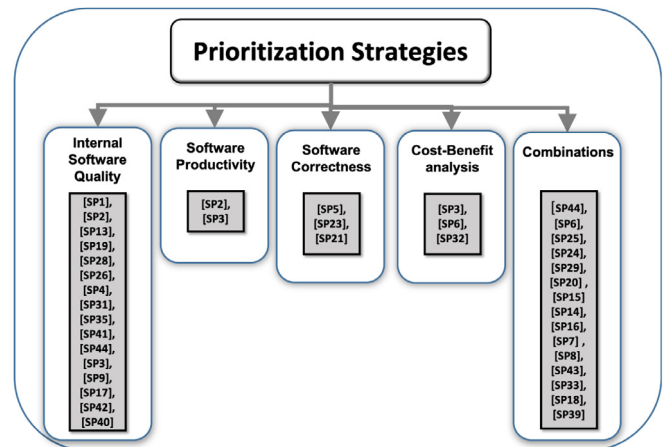 Prioritization Strategies
Internal
Software
Quality
[SP1],
[SP2],
[SP13],
[SP19],
[SP28],
[SP26],
[SP4],
[SP31],
[SP35],
[SP41],
[SP44],
[SP3],
[SP9],
[SP17],
[SP42],
[SP40]
Software
Productivity
[SP2],
[SP3]
Software
Correctness
[SP5],
[SP23],
[SP21]
Cost-Benefit
analysis
[SP3],
[SP6],
[SP32]
Combinations
[SP44],
[SP6],
[SP25],
[SP24],
[SP29],
[SP20] ,
[SP15]
[SP14],
[SP16],
[SP7] ,
[SP8],
[SP43],
[SP33],
[SP18],
[SP39]